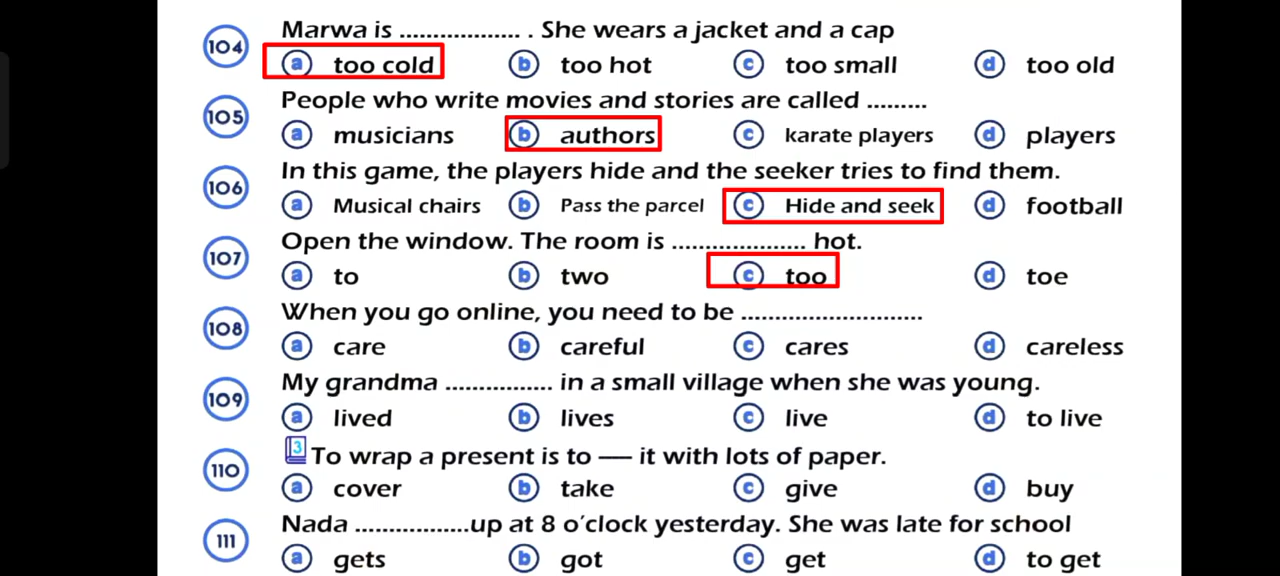 104 Marwa is .................. . She wears a jacket and a cap
a too cold b too hot c too small d too old
105 People who write movies and stories are called .........
a musicians b authors c karate players d players
106 In this game, the players hide and the seeker tries to find them.
a Musical chairs b Pass the parcel c Hide and seek d football
107 Open the window. The room is .................... hot.
a to b two c too d toe
108 When you go online, you need to be ...........................
a care b careful c cares d careless
109 My grandma ................ in a small village when she was young.
a lived b lives c live d to live
110 3 To wrap a present is to —— it with lots of paper.
a cover b take c give d buy
111 Nada .................up at 8 o´clock yesterday. She was late for school
a gets b got c get d to get